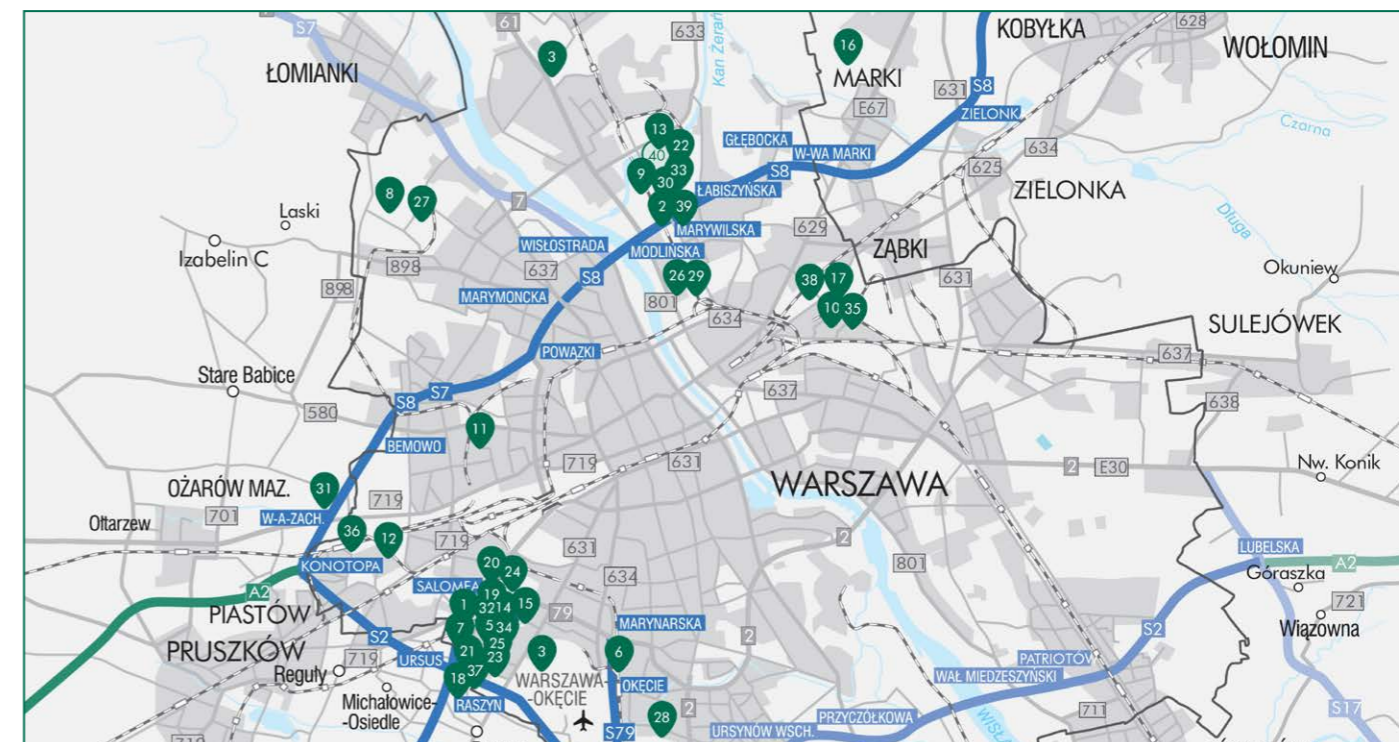 2
61
633
628
S7
KOBYŁKA
WOŁOMIN
Kan Żerań
3
16
ŁOMIANKI
MARKI
S8
631
E67
ZIELONK
Czarna
13
GŁĘBOCKA
22
634
40
W-WA MARKI
625
9
33
30
S8
ZIELONKA
8
27
7
ŁABISZYŃSKA
Laski
2
39
Długa
MARYWILSKA
629
WISŁOSTRADA
MODLIŃSKA
ZĄBKI
Izabelin C
898
637
S8
26
29
38
17
631
Okuniew
898
MARYMONCKA
801
10
35
634
SULEJÓWEK
POWĄZKI
637
Stare Babice
S7
637
S8
638
580
11
BEMOWO
719
631
2
E30
Nw. Konik
OŻARÓW MAZ.
31
WARSZAWA
701
719
W-A-ZACH.
Ołtarzew
36
12
719
631
2
LUBELSKA
KONOTOPA
20
24
634
801
A2
SALOMEA
Góraszka
A2
19
1
32
14
15
79
721
PIASTÓW
MARYNARSKA
Wiązowna
S2
7
5
34
2
S2
PRUSZKÓW
25
719
URSUS
21
23
3
6
PATRIOTÓW
Reguły
37
WARSZAWA
-OKĘCIE
OKĘCIE
WAŁ MIEDZESZYŃSKI
18
Michałowice-
-Osiedle
RASZYN
28
2
PRZYCZÓŁKOWA
711
S17
S79
URSYNÓW WSCH.
WISŁA
719